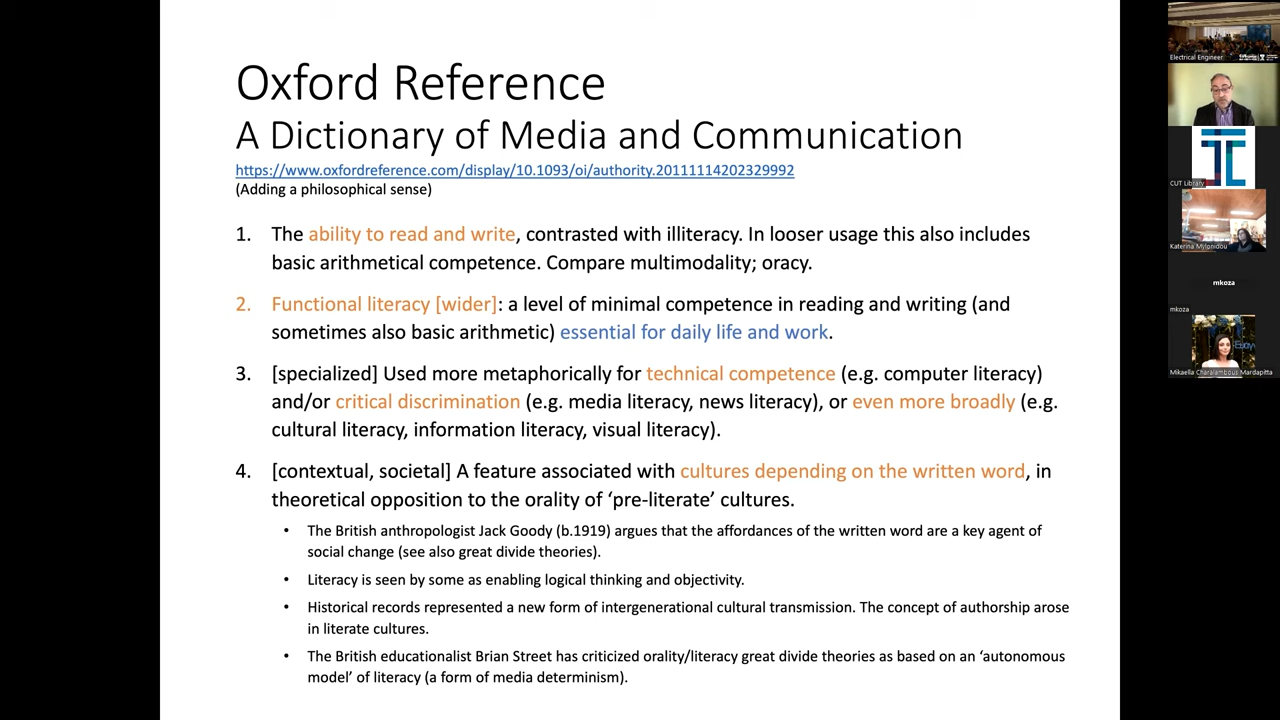 Oxford Reference
A Dictionary of Media and Communication
https://www.oxfordreference.com/display/10.1093/oi/authority.20111114202329992
(Adding a philosophical sense)
1. The ability to read and write, contrasted with illiteracy. In looser usage this also includes
basic arithmetical competence. Compare multimodality; oracy.
2. Functional literacy [wider]: a level of minimal competence in reading and writing (and
sometimes also basic arithmetic) essential for daily life and work.
3. [specialized] Used more metaphorically for technical competence (e.g. computer literacy)
and/or critical discrimination (e.g. media literacy, news literacy), or even more broadly (e.g.
cultural literacy, information literacy, visual literacy).
4. [contextual, societal] A feature associated with cultures depending on the written word, in
theoretical opposition to the orality of ‘pre-literate’ cultures.
• The British anthropologist Jack Goody (b.1919) argues that the affordances of the written word are a key agent of
social change (see also great divide theories).
• Literacy is seen by some as enabling logical thinking and objectivity.
• Historical records represented a new form of intergenerational cultural transmission. The concept of authorship arose
in literate cultures.
• The British educationalist Brian Street has criticized orality/literacy great divide theories as based on an ‘autonomous
model’ of literacy (a form of media determinism).
Electrical Engineer
CUT Library
Katerina Mylonidou
mkoza
mkoza
Mikaella Charalambous Mardapitta